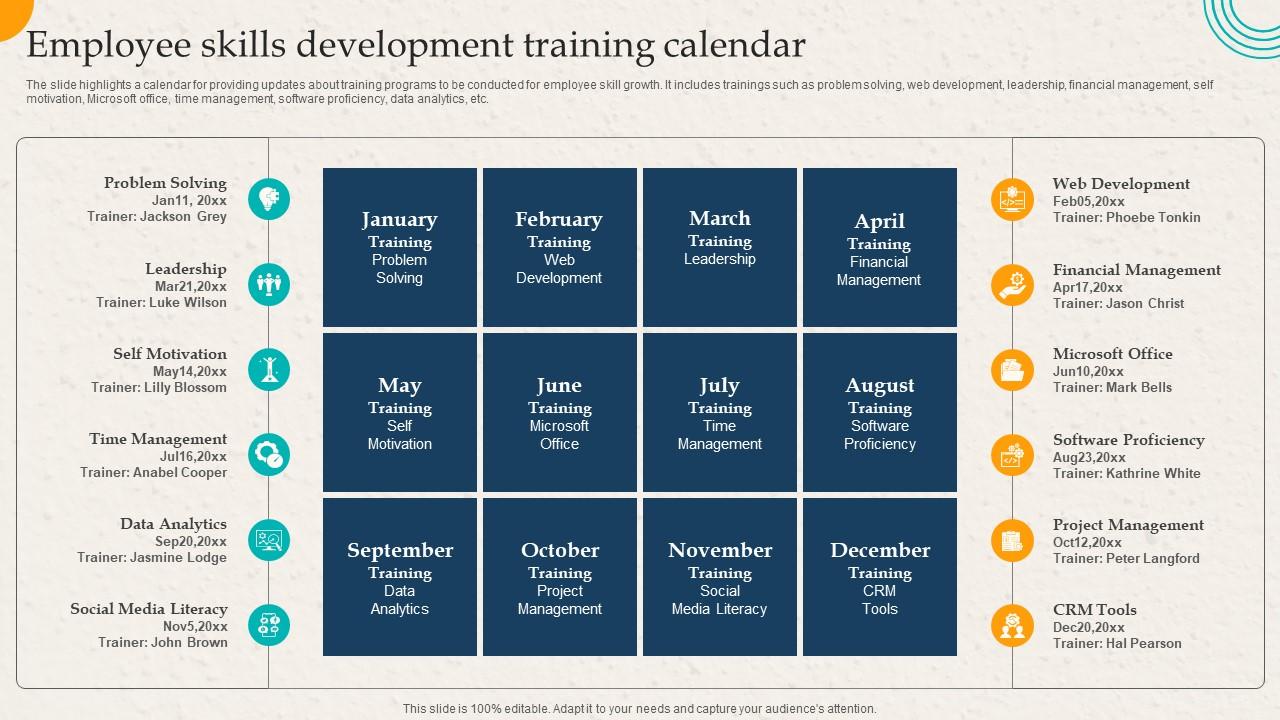 Employee skills development training calendar
The slide highlights a calendar for providing updates about training programs to be conducted for employee skill growth. It includes trainings such as problem solving, web development, leadership, financial management, self
motivation, Microsoft office, time management, software proficiency, data analytics, etc.
Problem Solving
Jan11, 20xx
Trainer: Jackson Grey
Leadership
Mar21,20xx
Trainer: Luke Wilson
Self Motivation
May14,20xx
Trainer: Lilly Blossom
Time Management
Jul16,20xx
Trainer: Anabel Cooper
Data Analytics
Sep20,20xx
Trainer: Jasmine Lodge
Social Media Literacy
Nov5,20xx
Trainer: John Brown
January
Training
Problem
Solving
February
Training
Web
Development
March
Training
Leadership
April
Training
Financial
Management
May
Training
Self
Motivation
June
Training
Microsoft
Office
July
Training
Time
Management
August
Training
Software
Proficiency
September
Training
Data
Analytics
October
Training
Project
Management
November
Training
Social
Media Literacy
December
Training
CRM
Tools
Web Development
Feb05,20xx
Trainer: Phoebe Tonkin
Financial Management
Apr17,20xx
Trainer: Jason Christ
Microsoft Office
Jun10,20xx
Trainer: Mark Bells
Software Proficiency
Aug23,20xx
Trainer: Kathrine White
Project Management
Oct12,20xx
Trainer: Peter Langford
CRM Tools
Dec20,20xx
Trainer: Hal Pearson
This slide is 100% editable. Adapt it to your needs and capture your audience's attention.